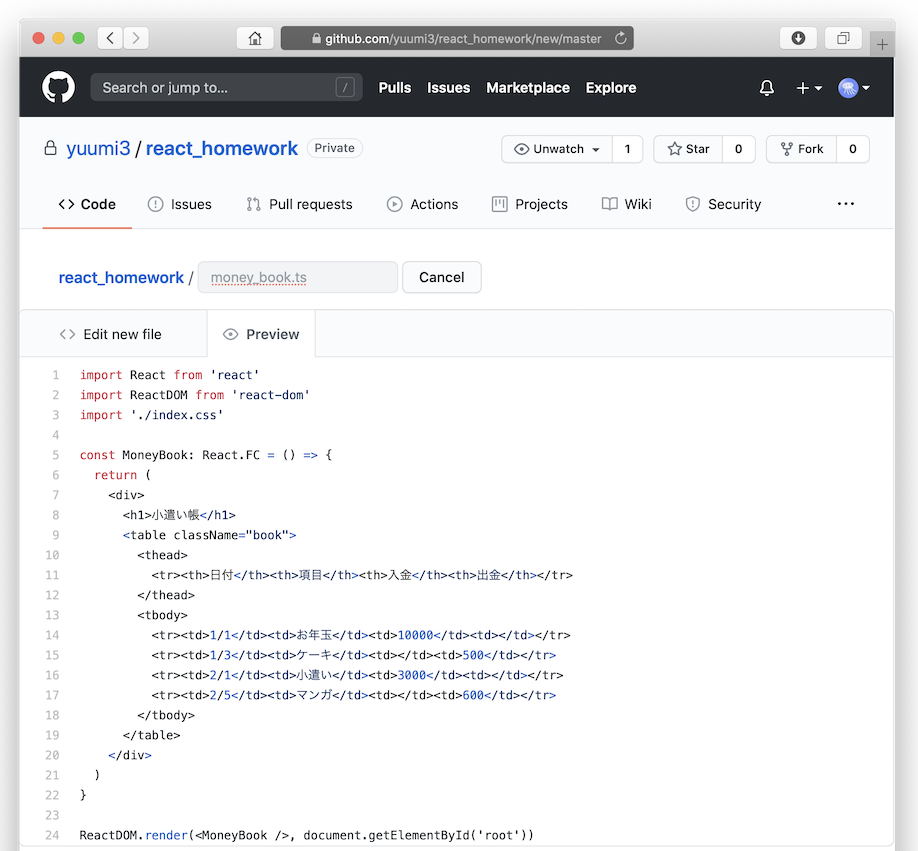 github.com/yuumi3/react_homework/new/master
Search or jump to... / Pulls Issues Marketplace Explore
yuumi3 / react_homework Private Unwatch 1 Star 0 Fork 0
Code Issues Pull requests Actions Projects Wiki Security ...
react_homework / money_book.ts Cancel
Edit new file Preview
1 import React from 'react'
2 import ReactDOM from 'react-dom'
3 import './index.css'
4
5 const MoneyBook: React.FC = () => {
6 return (
7 <div>
8 <h1>小遣い帳</h1>
9 <table className="book">
10 <thead>
11 <tr><th>日付</th><th>項目</th><th>入金</th><th>出金</th></tr>
12 </thead>
13 <tbody>
14 <tr><td>1/1</td><td>お年玉</td><td>10000</td><td></td></tr>
15 <tr><td>1/3</td><td>ケーキ</td><td></td><td>500</td></tr>
16 <tr><td>2/1</td><td>小遣い</td><td>3000</td><td></td></tr>
17 <tr><td>2/5</td><td>マンガ</td><td></td><td>600</td></tr>
18 </tbody>
19 </table>
20 </div>
21 )
22 }
23
24 ReactDOM.render(<MoneyBook />, document.getElementById('root'))